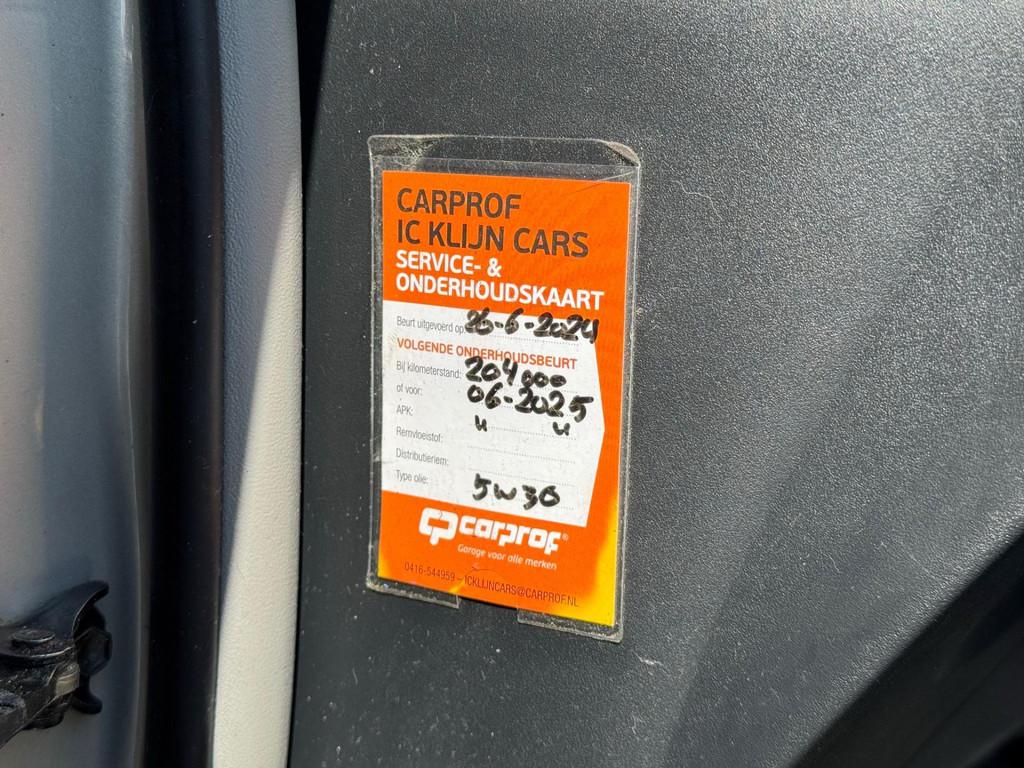 CARPROF
IC KLIJN CARS
SERVICE- &
ONDERHOUDSKAART
Beurt uitgevoerd op: 26-6-2024
VOLGENDE ONDERHOUDSBEURT
Bij kilometerstand: 204000
of voor: 06-2025
APK: " "
Remvloeistof:
Distributieriem:
Type olie: 5w30
carprof®
Garage voor alle merken
0416-544959 – ICKLIJNCARS@CARPROF.NL